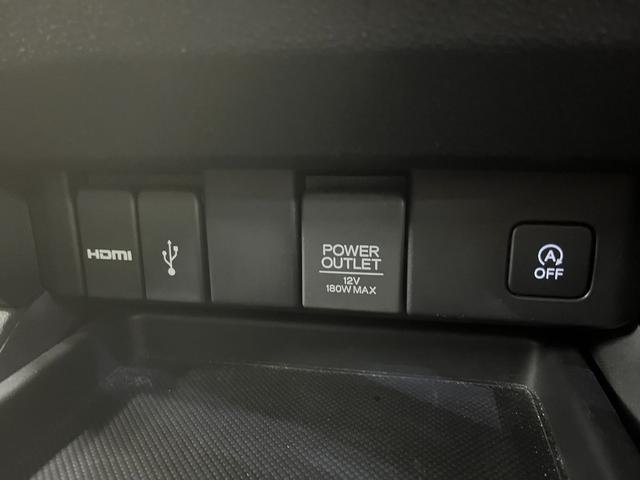 HDMI
POWER
OUTLET
12V
180W MAX
A
OFF